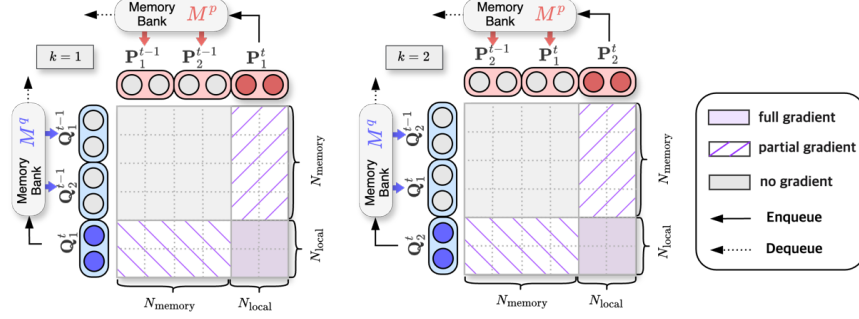 Memory
Bank M^p
k = 1
P_1^{t-1} P_2^{t-1} P_1^t
Memory
Bank
M^q
Q_1^{t-1}
Q_2^{t-1}
Q_1^t
N_memory
N_local
N_memory N_local
Memory
Bank M^p
k = 2
P_2^{t-1} P_1^t P_2^t
Memory
Bank
M^q
Q_2^{t-1}
Q_1^t
Q_2^t
N_memory
N_local
N_memory N_local
full gradient
partial gradient
no gradient
Enqueue
Dequeue